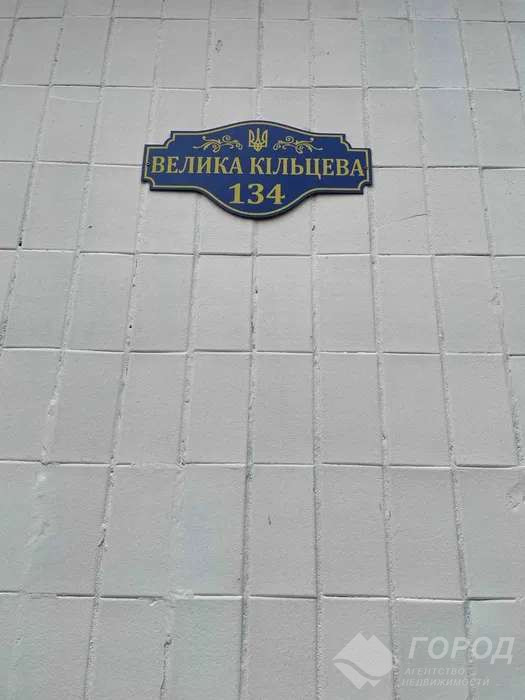 ВЕЛИКА КІЛЬЦЕВА
134
ГОРОД
АГЕНТСТВО
НЕДВИЖИМОСТИ